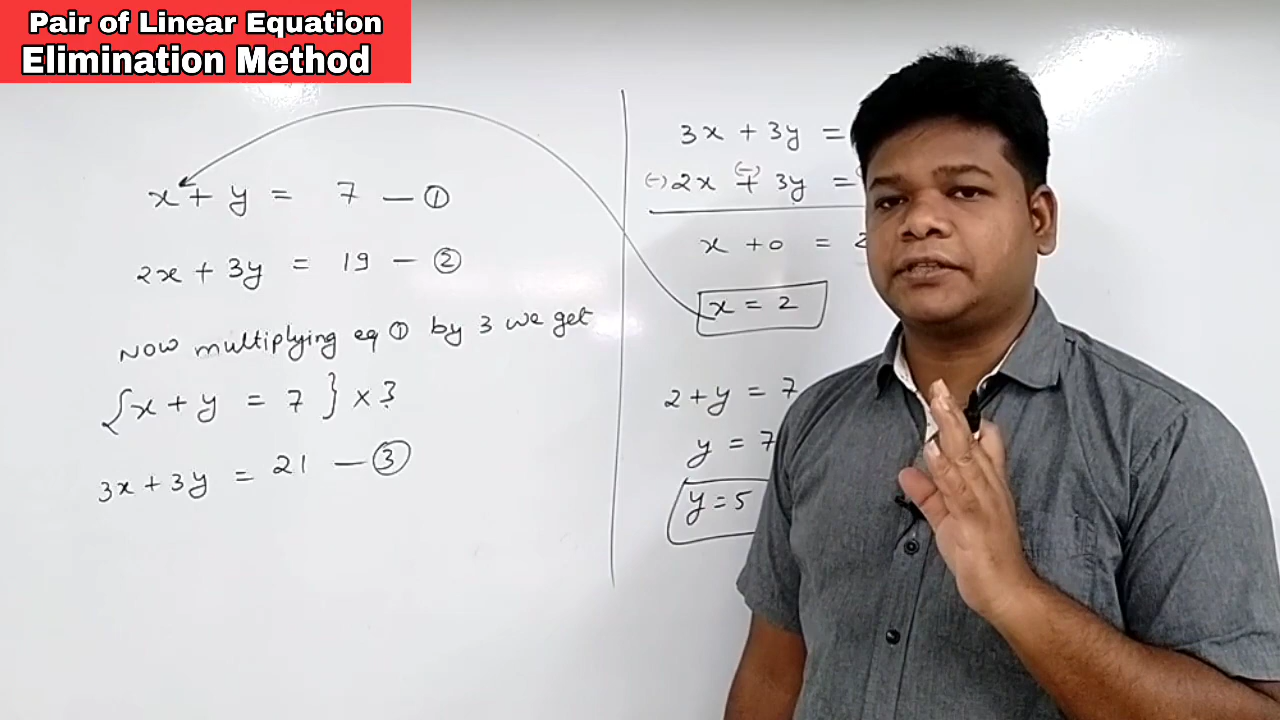 Pair of Linear Equation
Elimination Method
x + y = 7 — ①
2x + 3y = 19 — ②
NOW multiplying eq ① by 3 we get
{x + y = 7} × 3
3x + 3y = 21 — ③
3x + 3y =
(-) 2x + (-) 3y =
x + 0 = 2
x = 2
2 + y = 7
y = 7
y = 5